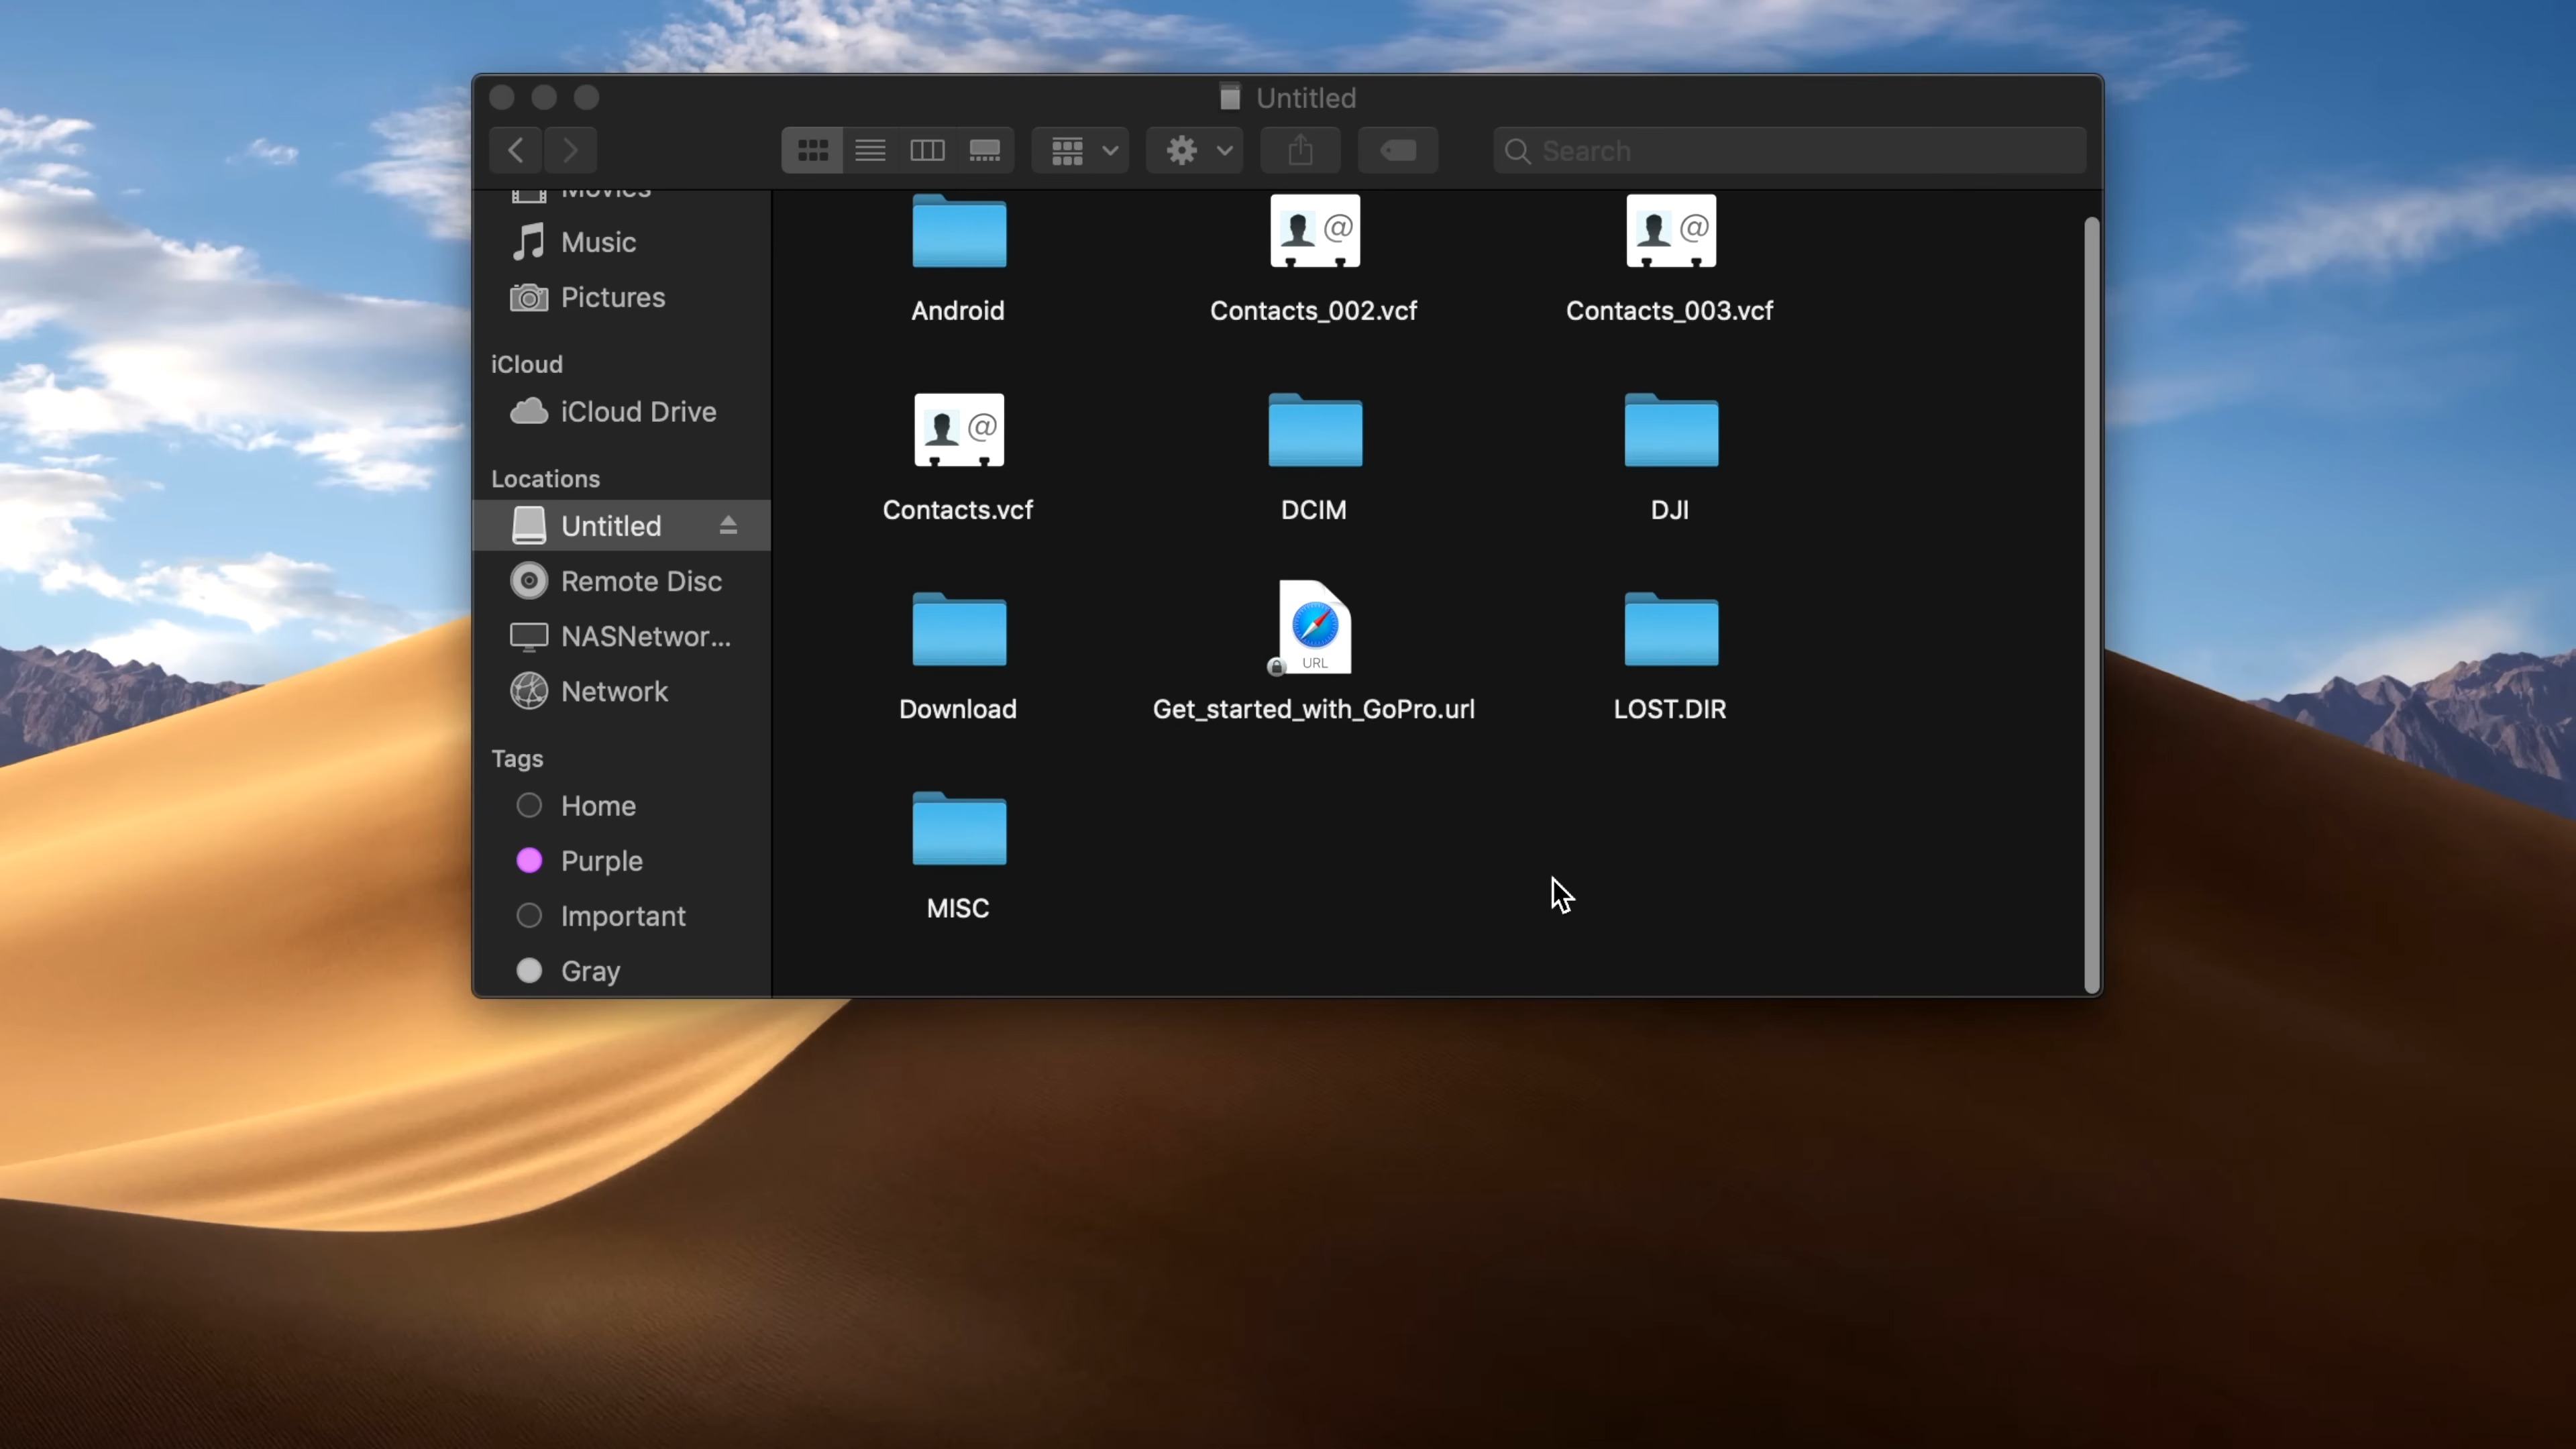 Untitled
Search
Movies
Music
Pictures
iCloud
iCloud Drive
Locations
Untitled
Remote Disc
NASNetwor...
Network
Tags
Home
Purple
Important
Gray
Android
Contacts_002.vcf
Contacts_003.vcf
@
@
Contacts.vcf
DCIM
DJI
@
Download
Get_started_with_GoPro.url
LOST.DIR
URL
MISC